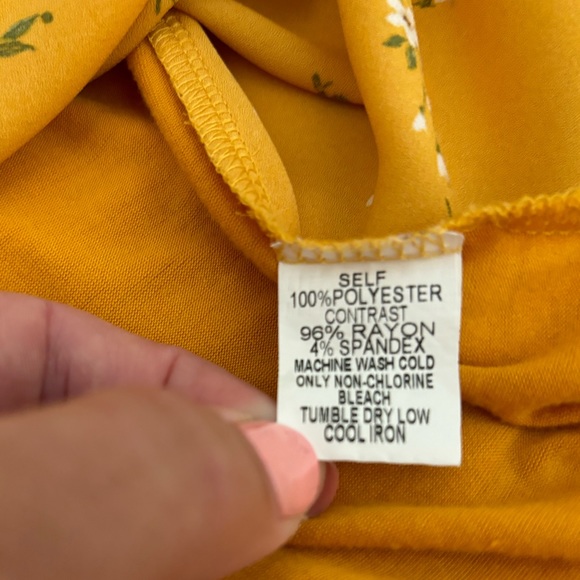 SELF
100%POLYESTER
CONTRAST
96% RAYON
4% SPANDEX
MACHINE WASH COLD
ONLY NON-CHLORINE
BLEACH
TUMBLE DRY LOW
COOL IRON